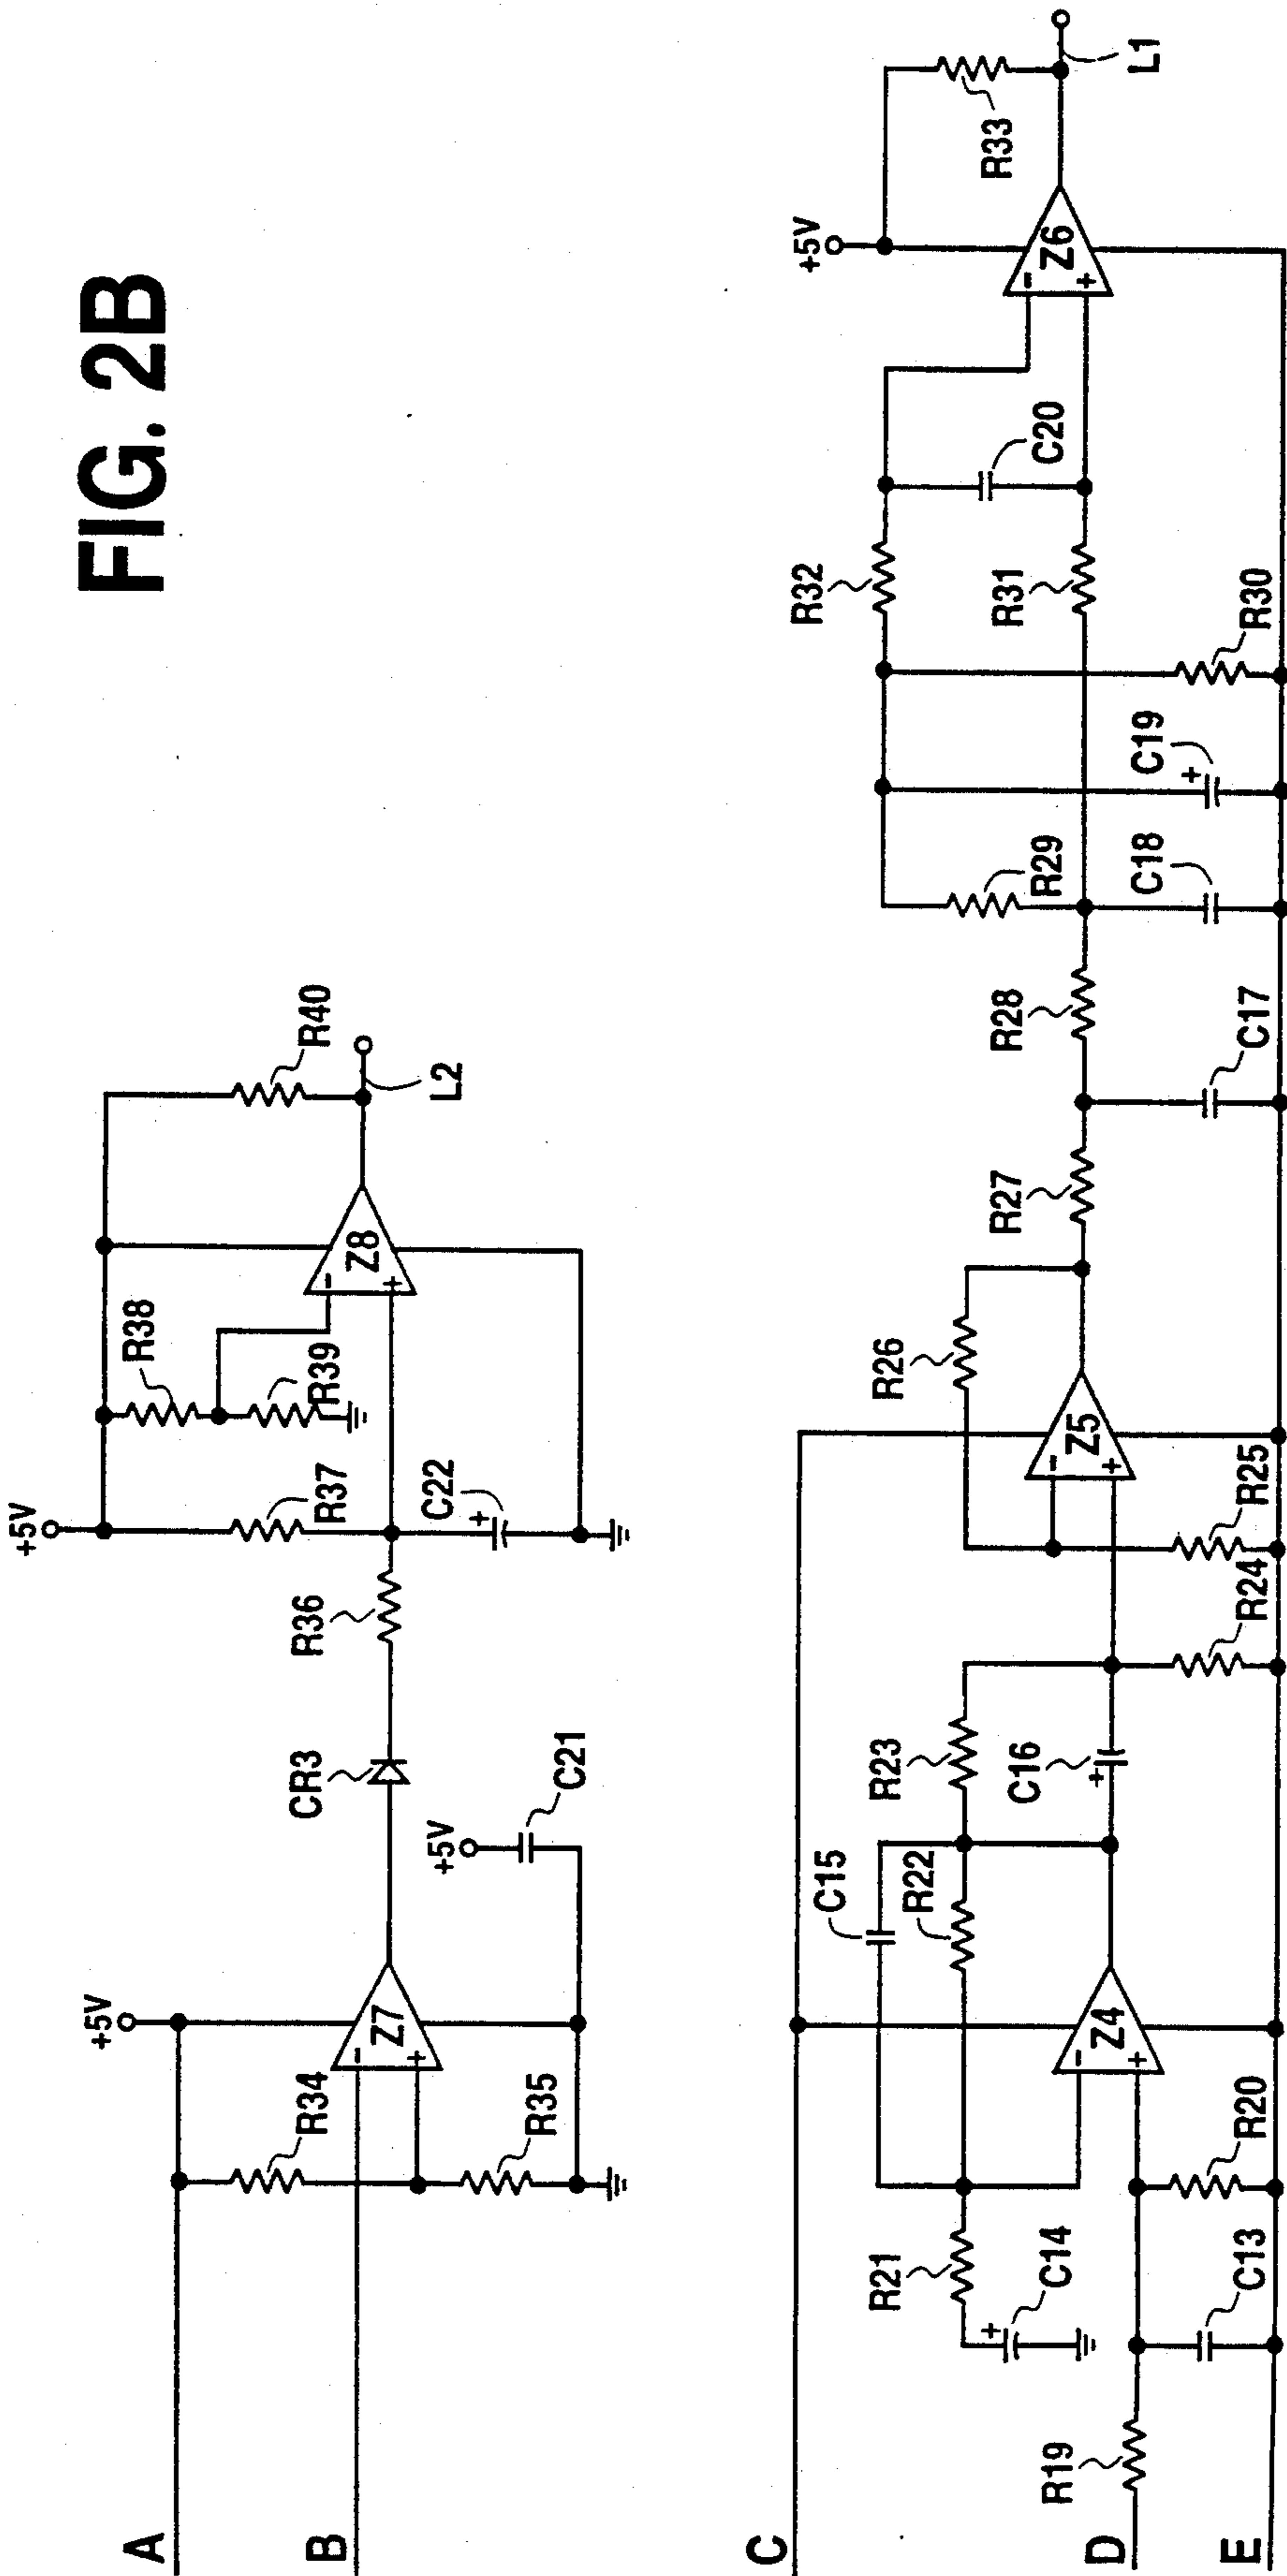 FIG. 2B
+5V
+5V
R38
R40
R34
R37
Z7
-
+
CR3
R36
Z8
-
+
R39
L2
+5V
C21
C22
+
R35
A
B
+5V
C15
R22
R23
R26
R32
R33
R21
C14
+
Z4
-
+
C16
+
Z5
-
+
R27
R28
R29
R31
C20
Z6
-
+
L1
R19
C13
R20
R24
R25
C17
C18
C19
+
R30
C
D
E